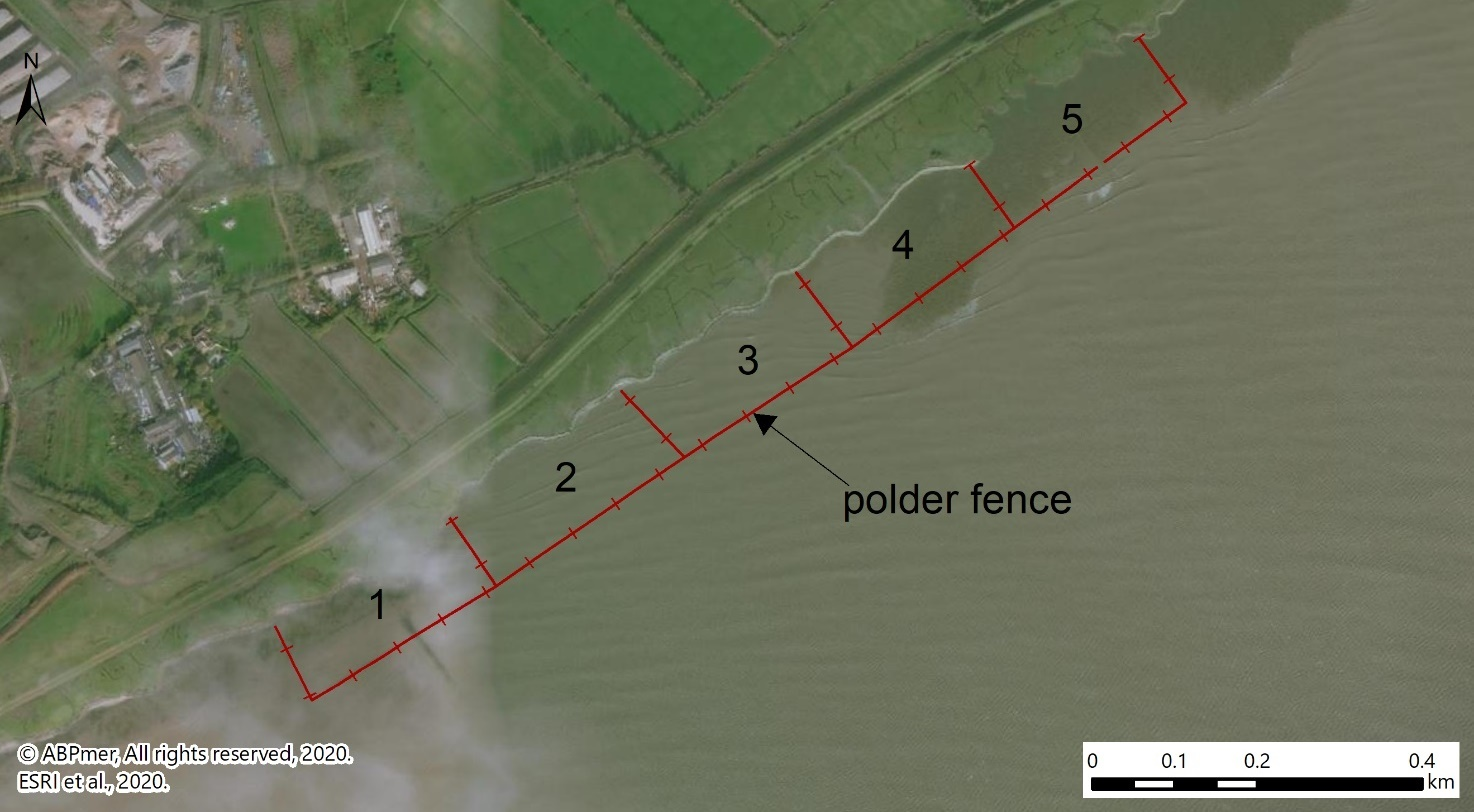 N
5
4
3
2
polder fence
1
© ABPmer, All rights reserved, 2020.
ESRI et al., 2020.
0 0.1 0.2 0.4
km